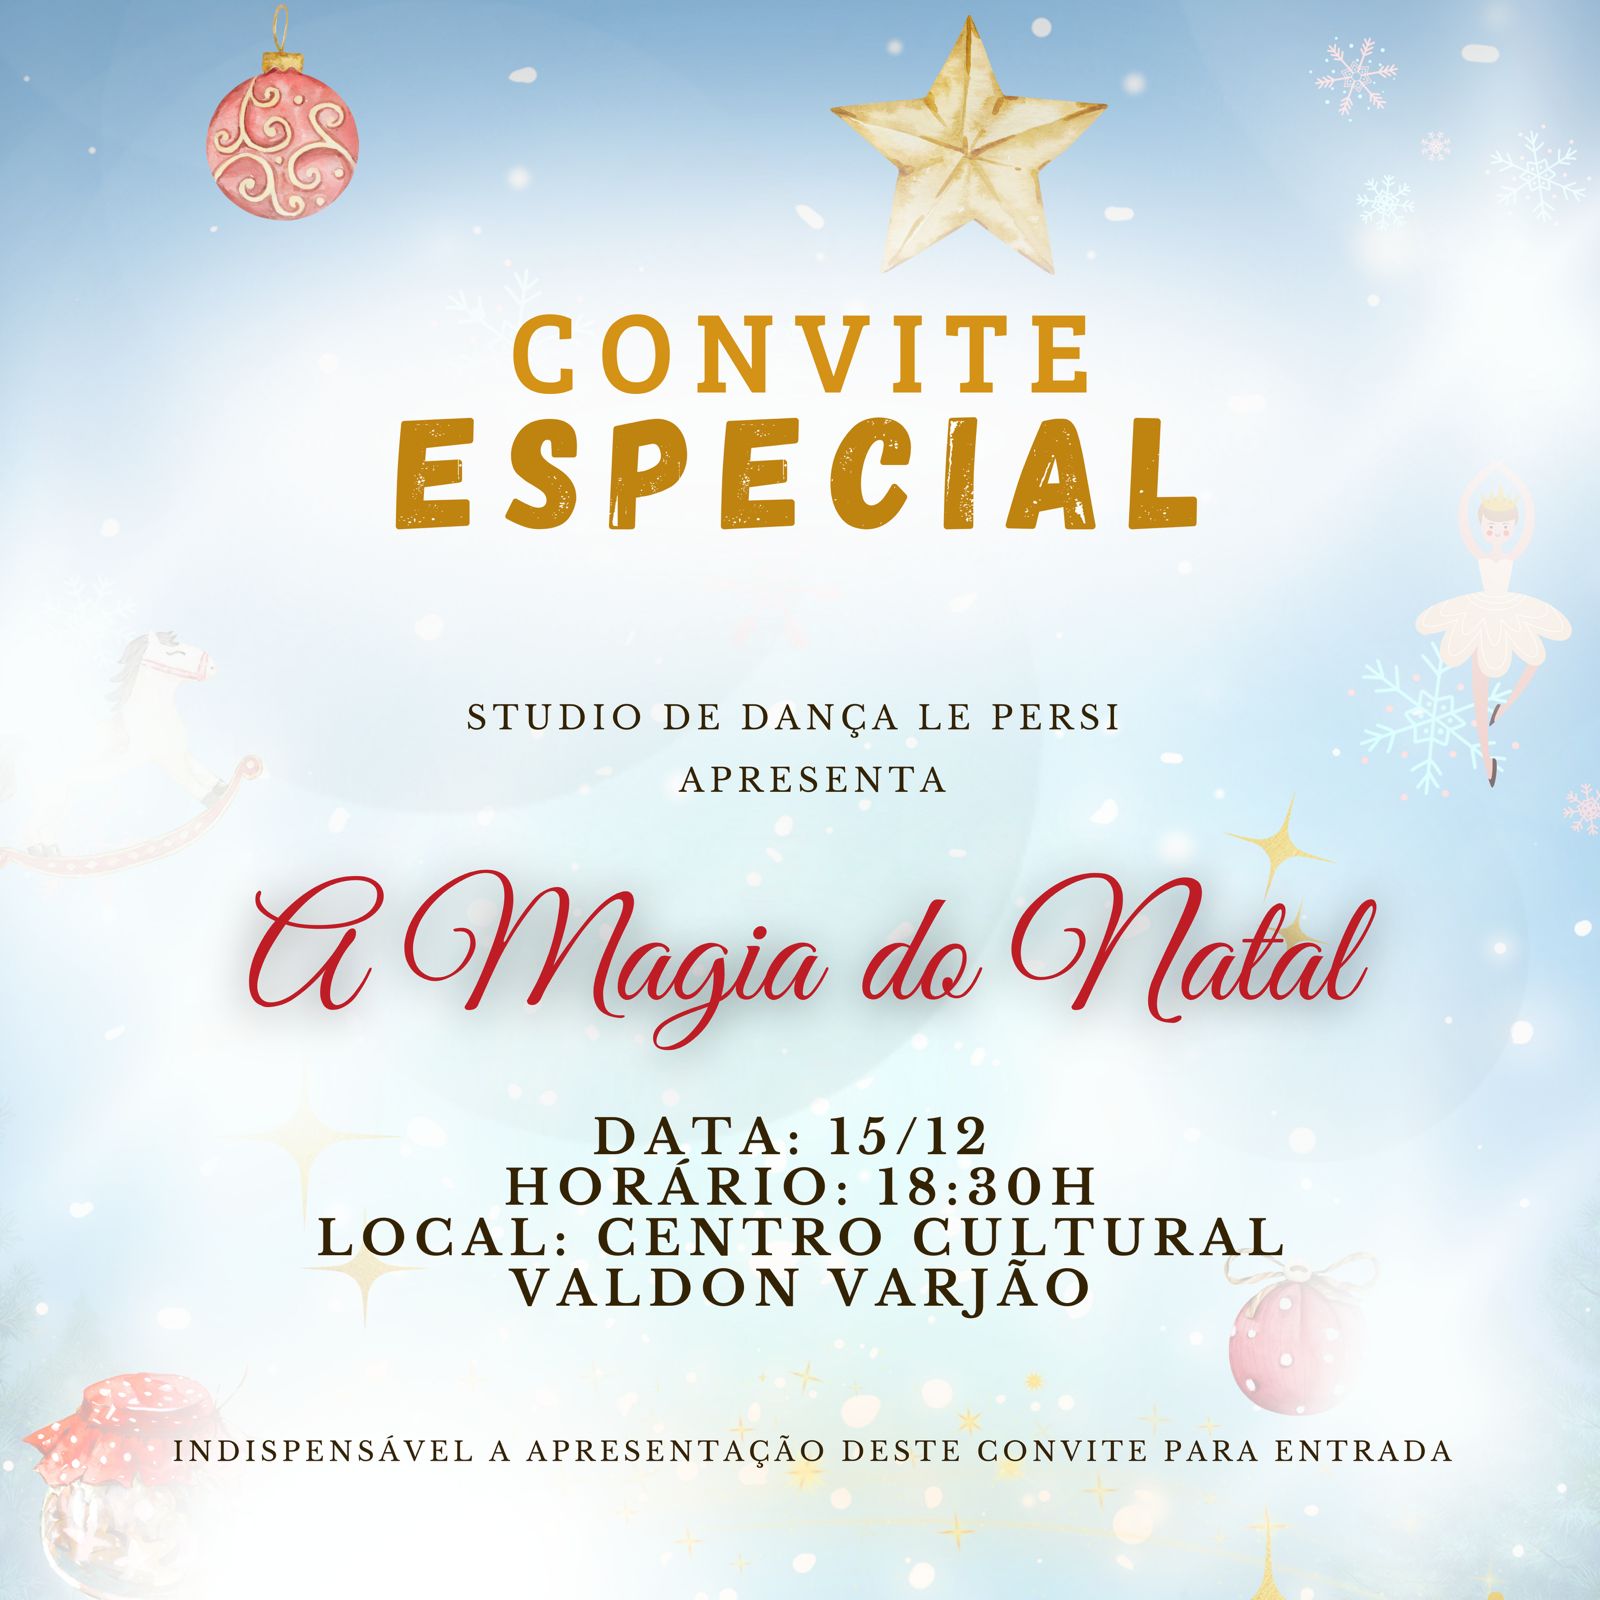 CONVITE
ESPECIAL
STUDIO DE DANÇA LE PERSI
APRESENTA
A Magia do Natal
DATA: 15/12
HORÁRIO: 18:30H
LOCAL: CENTRO CULTURAL
VALDON VARJÃO
INDISPENSÁVEL A APRESENTAÇÃO DESTE CONVITE PARA ENTRADA